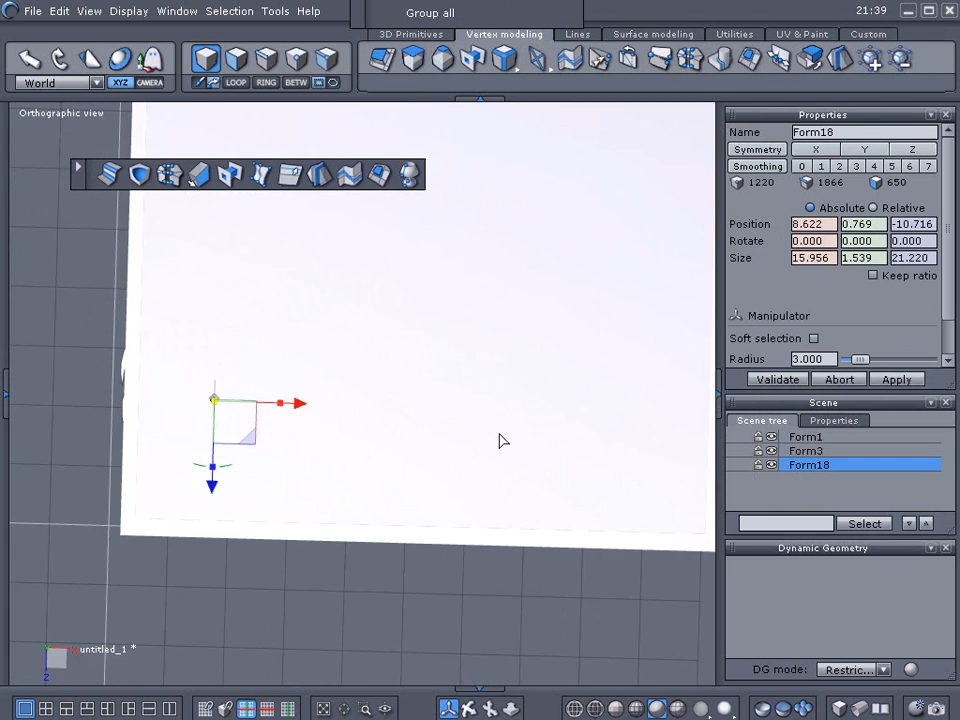 File Edit View Display Window Selection Tools Help
Group all
21:39
3D Primitives Vertex modeling Lines Surface modeling Utilities UV & Paint Custom
World XYZ CAMERA LOOP RING BETW
Orthographic view
Properties
Name Form18
Symmetry X Y Z
Smoothing 0 1 2 3 4 5 6 7
1220 1866 650
Absolute Relative
Position 8.622 0.769 -10.716
Rotate 0.000 0.000 0.000
Size 15.956 1.539 21.220
Keep ratio
Manipulator
Soft selection
Radius 3.000
Validate Abort Apply
Scene
Scene tree Properties
Form1
Form3
Form18
Select
Dynamic Geometry
untitled_1 *
Z
DG mode: Restric...